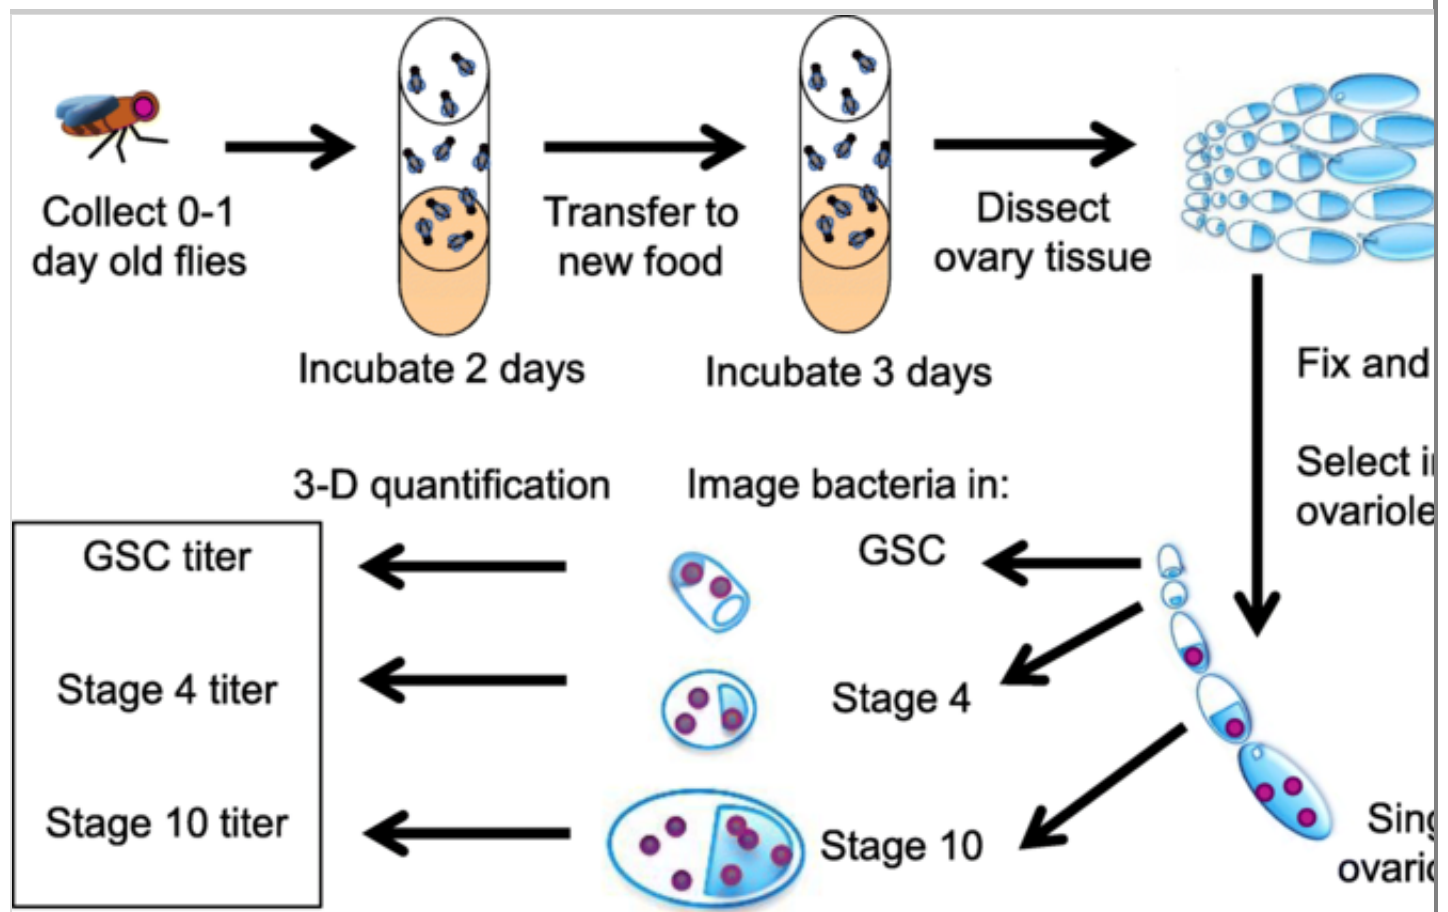 Collect 0-1
day old flies
Incubate 2 days
Transfer to
new food
Incubate 3 days
Dissect
ovary tissue
Fix and
Select
ovariole
3-D quantification
Image bacteria in:
GSC titer
GSC
Stage 4 titer
Stage 4
Stage 10 titer
Stage 10